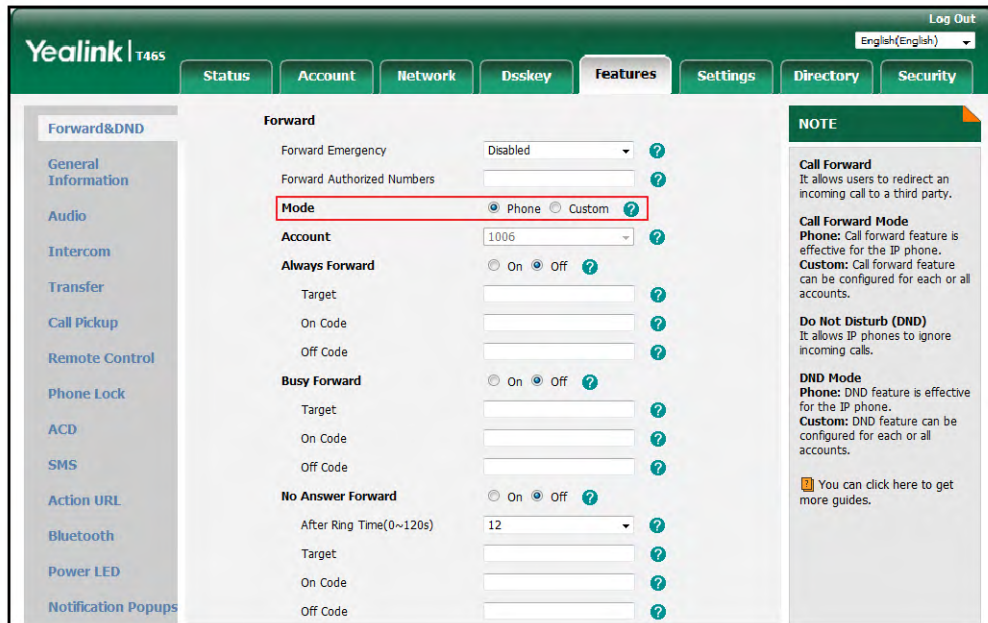 Log Out
English(English)
Yealink T46S
Status Account Network Dsskey Features Settings Directory Security
Forward&DND
General
Information
Audio
Intercom
Transfer
Call Pickup
Remote Control
Phone Lock
ACD
SMS
Action URL
Bluetooth
Power LED
Notification Popups
Forward
Forward Emergency Disabled ?
Forward Authorized Numbers ?
Mode Phone Custom ?
Account 1006 ?
Always Forward On Off ?
Target ?
On Code ?
Off Code ?
Busy Forward On Off ?
Target ?
On Code ?
Off Code ?
No Answer Forward On Off ?
After Ring Time(0~120s) 12 ?
Target ?
On Code ?
Off Code ?
NOTE
Call Forward
It allows users to redirect an
incoming call to a third party.
Call Forward Mode
Phone: Call forward feature is
effective for the IP phone.
Custom: Call forward feature
can be configured for each or all
accounts.
Do Not Disturb (DND)
It allows IP phones to ignore
incoming calls.
DND Mode
Phone: DND feature is effective
for the IP phone.
Custom: DND feature can be
configured for each or all
accounts.
? You can click here to get
more guides.